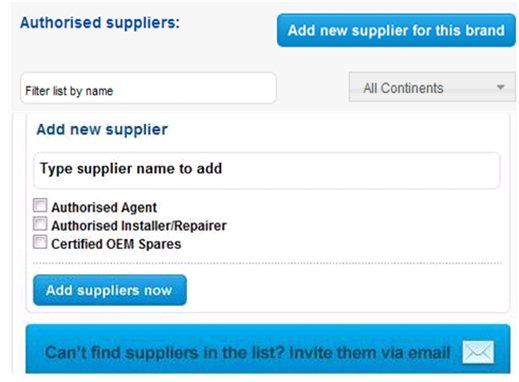 Authorised suppliers:
Add new supplier for this brand
Filter list by name
All Continents
Add new supplier
Type supplier name to add
Authorised Agent
Authorised Installer/Repairer
Certified OEM Spares
Add suppliers now
Can't find suppliers in the list? Invite them via email